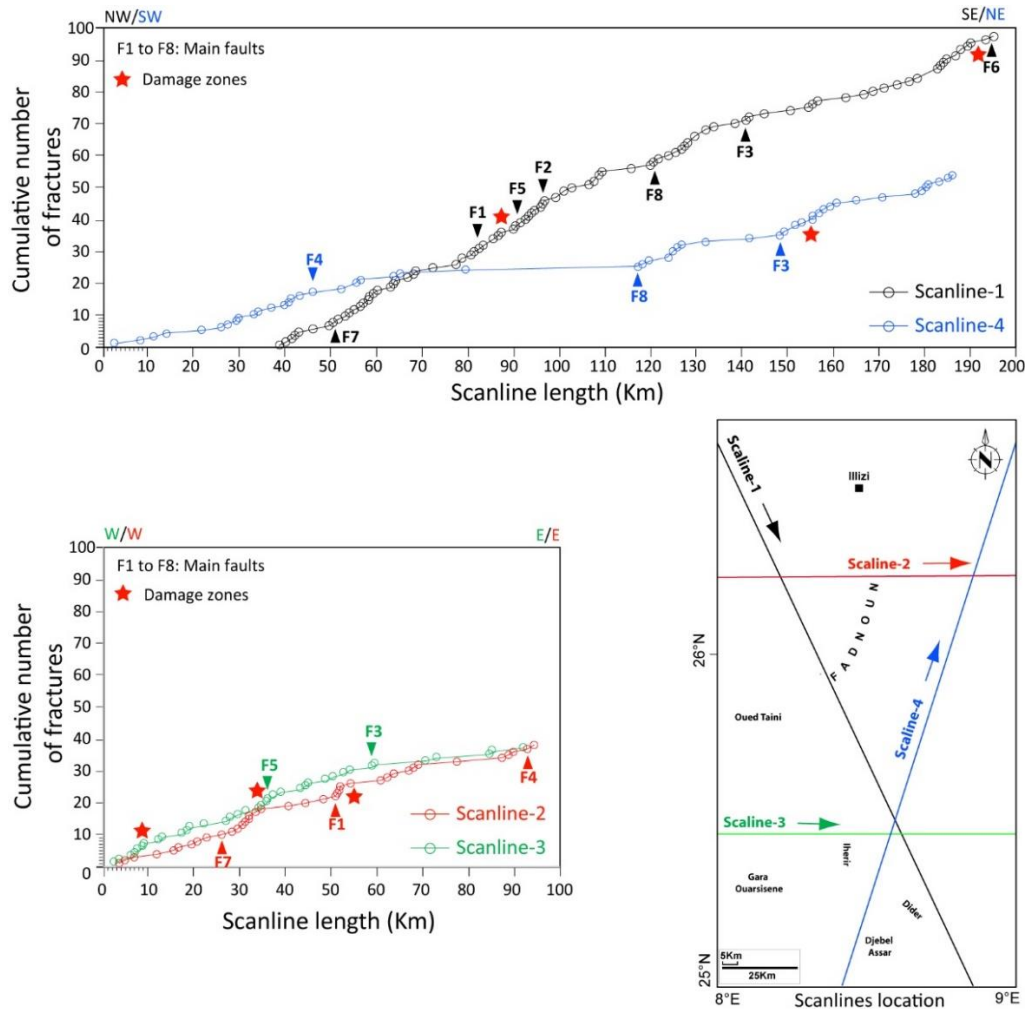 NW/SW
SE/NE
F1 to F8: Main faults
Damage zones
Cumulative number
of fractures
100
90
80
70
60
50
40
30
20
10
0
F4
F7
F1
F5
F2
F8
F3
F6
F8
F3
Scanline-1
Scanline-4
0 10 20 30 40 50 60 70 80 90 100 110 120 130 140 150 160 170 180 190 200
Scanline length (Km)
W/W
E/E
F1 to F8: Main faults
Damage zones
Cumulative number
of fractures
100
90
80
70
60
50
40
30
20
10
0
F5
F3
F7
F1
F4
Scanline-2
Scanline-3
0 10 20 30 40 50 60 70 80 90 100
Scanline length (Km)
Scaline-1
N
Illizi
Scaline-2
FADNOUN
26°N
Oued Taini
Scaline-4
Scaline-3
Iherir
Gara
Ouarsisene
Dider
Djebel
Assar
5Km
25Km
25°N
8°E
9°E
Scanlines location